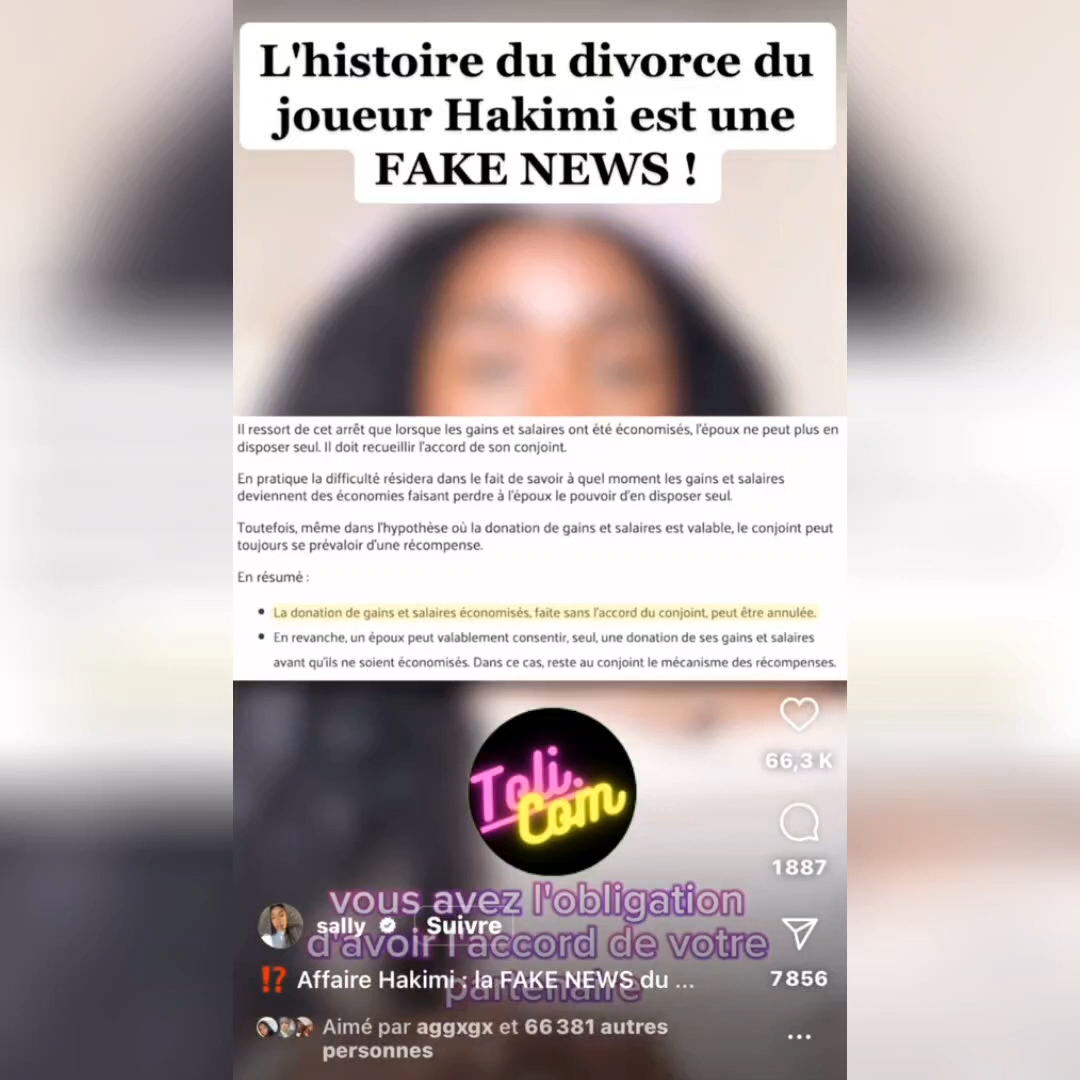 L'histoire du divorce du
joueur Hakimi est une
FAKE NEWS !
Il ressort de cet arrêt que lorsque les gains et salaires ont été économisés, l'époux ne peut plus en
disposer seul. Il doit recueillir l'accord de son conjoint.
En pratique la difficulté résidera dans le fait de savoir à quel moment les gains et salaires
deviennent des économies faisant perdre à l'époux le pouvoir d'en disposer seul.
Toutefois, même dans l'hypothèse où la donation de gains et salaires est valable, le conjoint peut
toujours se prévaloir d'une récompense.
En résumé :
• La donation de gains et salaires économisés, faite sans l'accord du conjoint, peut être annulée.
• En revanche, un époux peut valablement consentir, seul, une donation de ses gains et salaires
avant qu'ils ne soient économisés. Dans ce cas, reste au conjoint le mécanisme des récompenses.
Toli.
Com
66,3 K
1887
vous avez l'obligation
sally Suivre
d'avoir l'accord de votre
⁉️ Affaire Hakimi : la FAKE NEWS du ...
partenaire
7856
Aimé par aggxgx et 66 381 autres
personnes